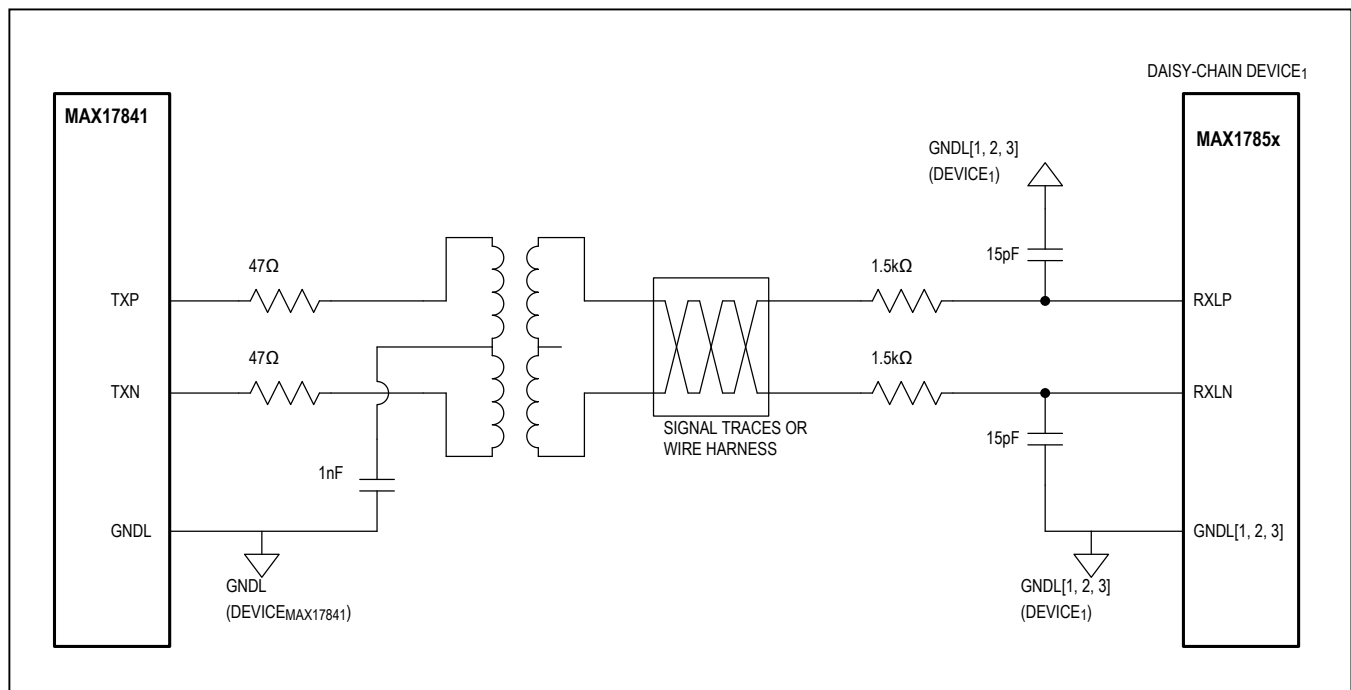 DAISY-CHAIN DEVICE1
MAX17841
MAX1785x
GNDL[1, 2, 3]
(DEVICE1)
47Ω
1.5kΩ
15pF
TXP
RXLP
47Ω
1.5kΩ
TXN
RXLN
SIGNAL TRACES OR
WIRE HARNESS
15pF
1nF
GNDL
GNDL[1, 2, 3]
GNDL
(DEVICEMAX17841)
GNDL[1, 2, 3]
(DEVICE1)